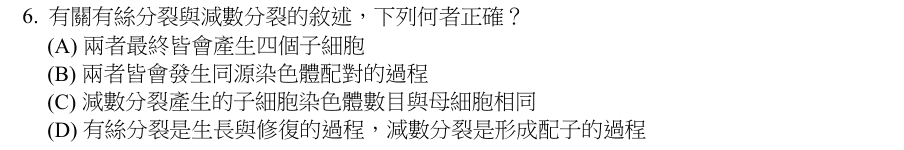 6. 有關有絲分裂與減數分裂的敘述，下列何者正確？
(A) 兩者最終皆會產生四個子細胞
(B) 兩者皆會發生同源染色體配對的過程
(C) 減數分裂產生的子細胞染色體數目與母細胞相同
(D) 有絲分裂是生長與修復的過程，減數分裂是形成配子的過程